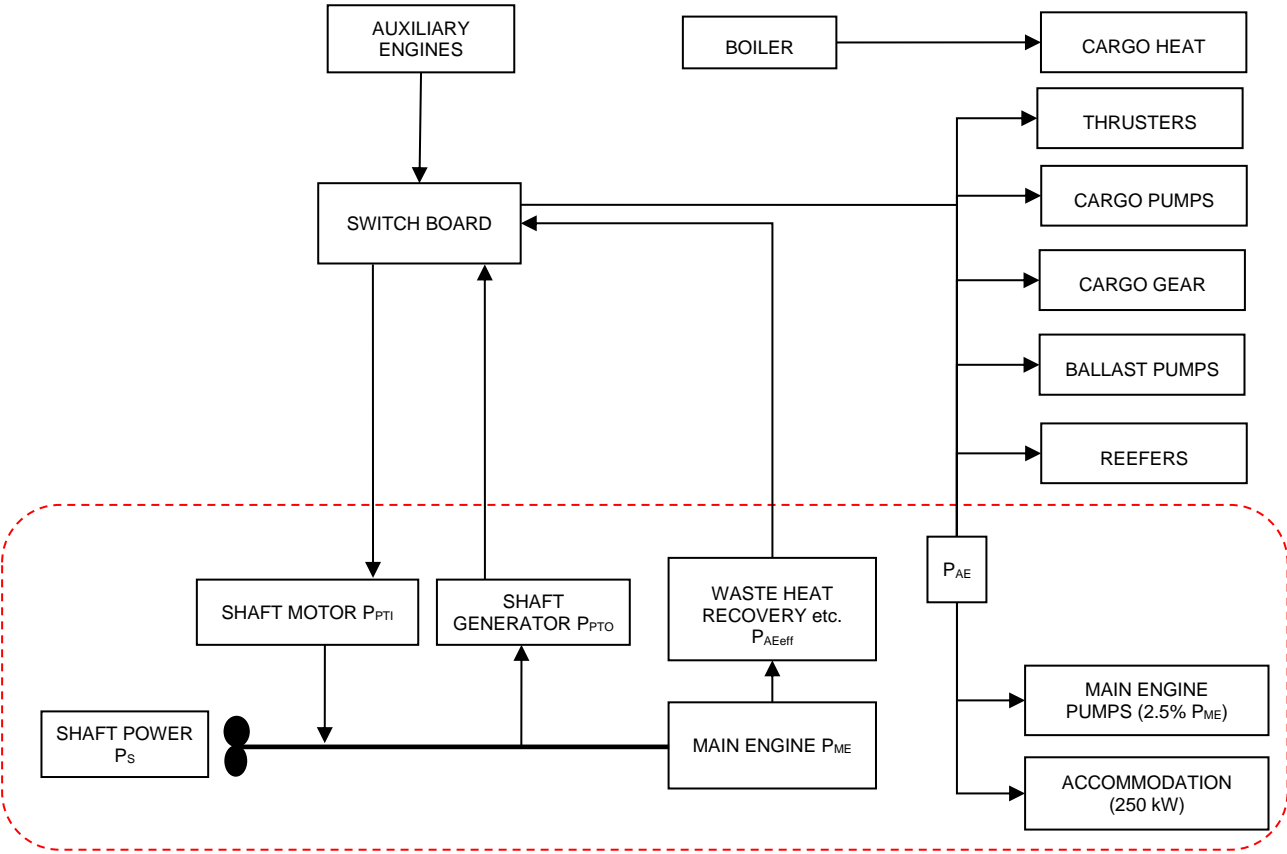 AUXILIARY
ENGINES
BOILER
CARGO HEAT
THRUSTERS
CARGO PUMPS
SWITCH BOARD
CARGO GEAR
BALLAST PUMPS
REEFERS
PAE
SHAFT MOTOR PPTI
SHAFT
GENERATOR PPTO
WASTE HEAT
RECOVERY etc.
PAEeff
MAIN ENGINE
PUMPS (2.5% PME)
SHAFT POWER
PS
MAIN ENGINE PME
ACCOMMODATION
(250 kW)